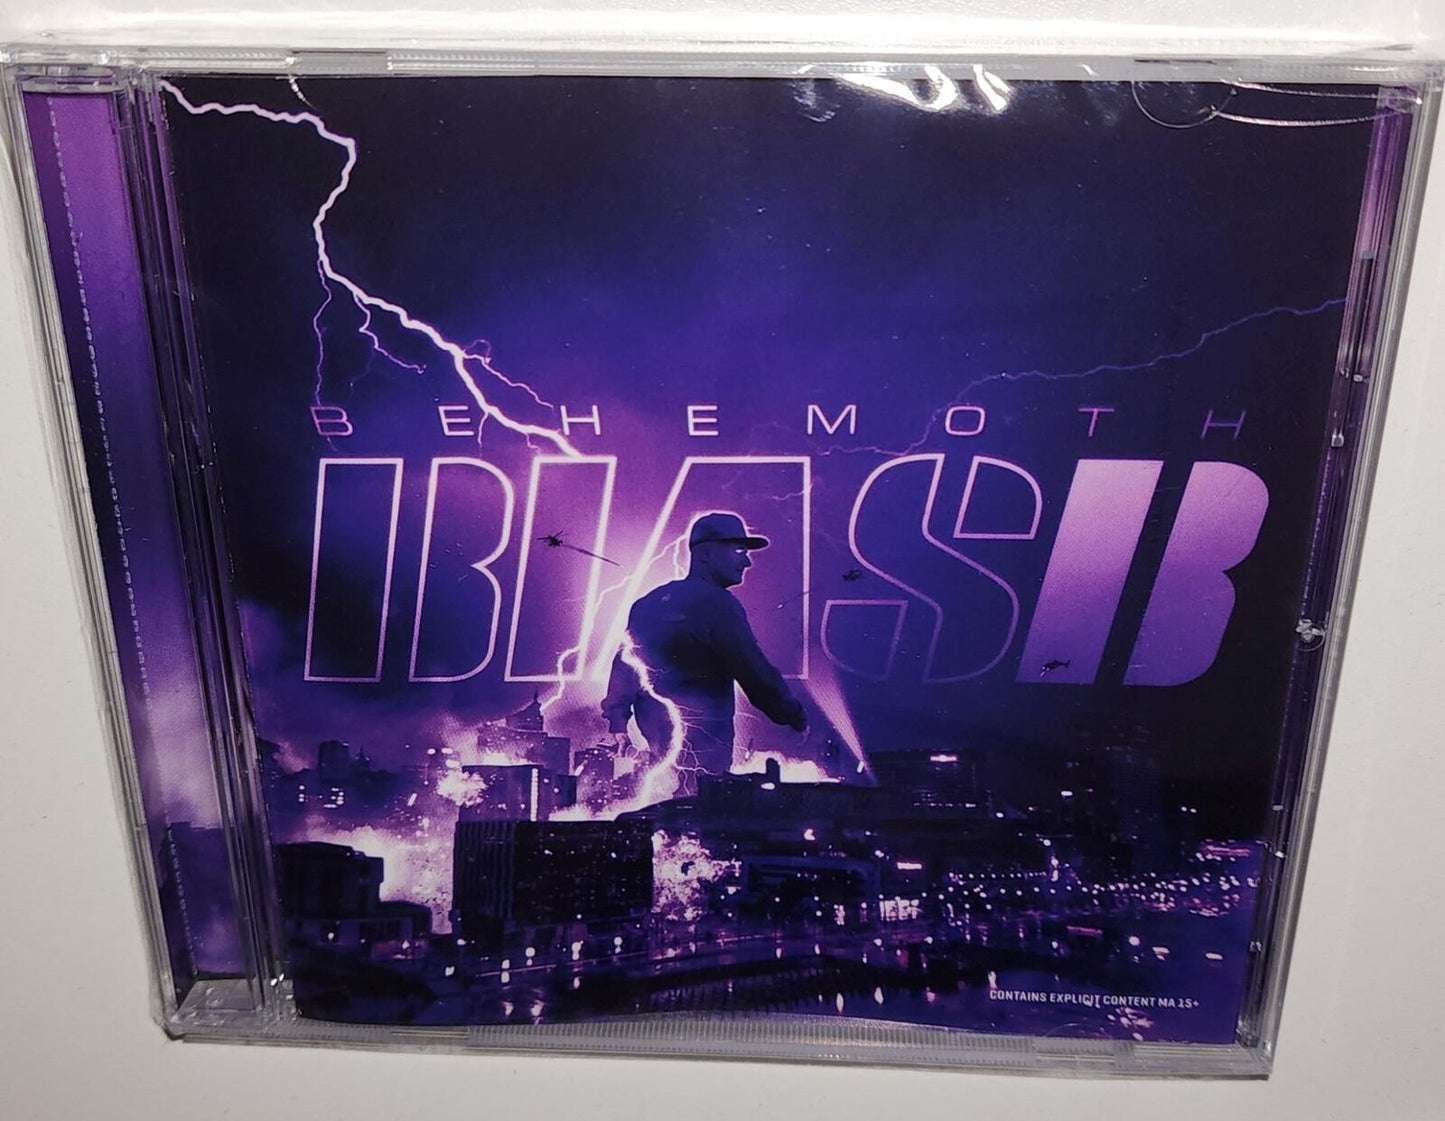 BEHEMOTH
BIAS B
CONTAINS EXPLICIT CONTENT MA 15+